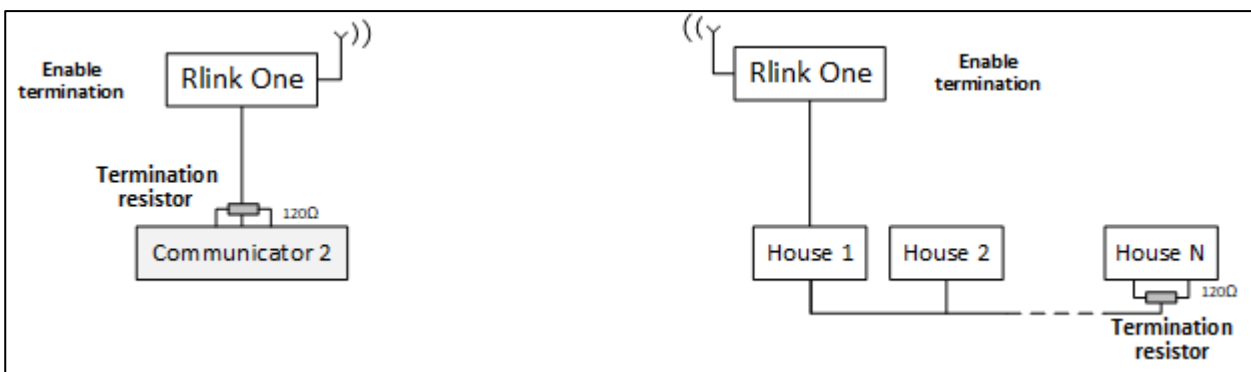 Enable
termination
Rlink One
Termination
resistor
120Ω
Communicator 2
Rlink One
Enable
termination
House 1
House 2
House N
120Ω
Termination
resistor